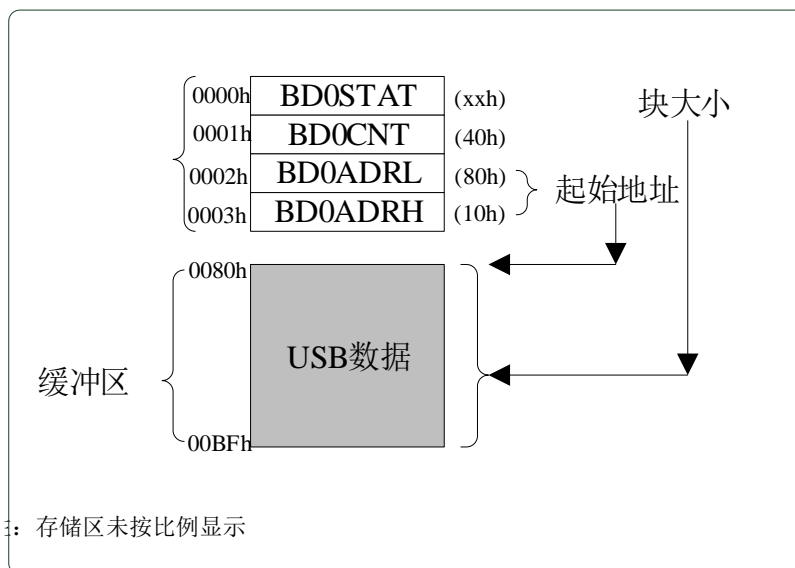 0000h BD0STAT (xxh)
块大小
0001h BD0CNT (40h)
0002h BD0ADRL (80h)
起始地址
0003h BD0ADRH (10h)
0080h
USB数据
缓冲区
00BFh
：存储区未按比例显示